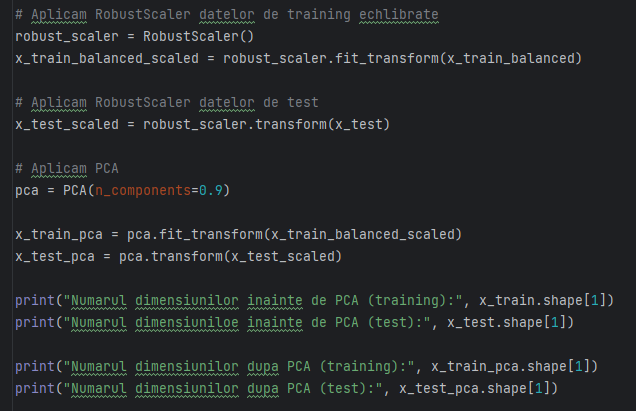 # Aplicam RobustScaler datelor de training echlibrate
robust_scaler = RobustScaler()
x_train_balanced_scaled = robust_scaler.fit_transform(x_train_balanced)
# Aplicam RobustScaler datelor de test
x_test_scaled = robust_scaler.transform(x_test)
# Aplicam PCA
pca = PCA(n_components=0.9)
x_train_pca = pca.fit_transform(x_train_balanced_scaled)
x_test_pca = pca.transform(x_test_scaled)
print("Numarul dimensiunilor inainte de PCA (training):", x_train.shape[1])
print("Numarul dimensiuniloe inainte de PCA (test):", x_test.shape[1])
print("Numarul dimensiunilor dupa PCA (training):", x_train_pca.shape[1])
print("Numarul dimensiunilor dupa PCA (test):", x_test_pca.shape[1])